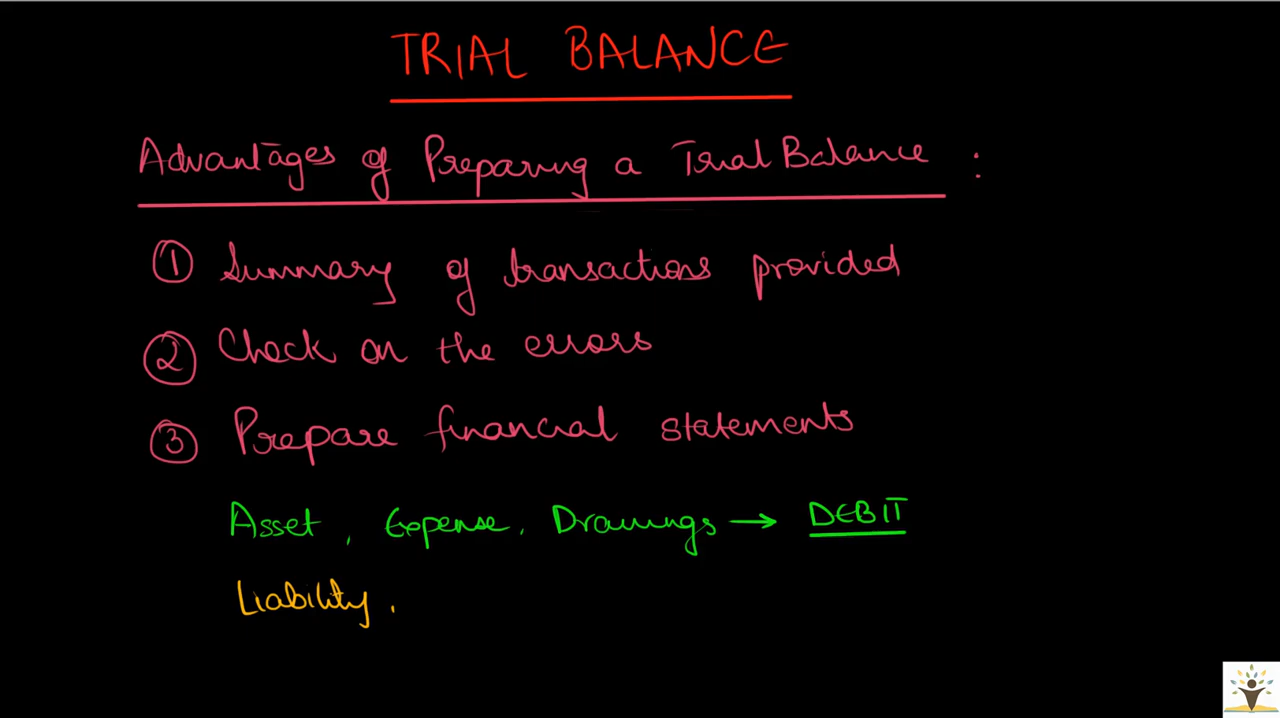 TRIAL BALANCE
Advantages of Preparing a Trial Balance :
① Summary of transactions provided
② Check on the errors
③ Prepare financial statements
Asset, Expense, Drawings → DEBIT
Liability,